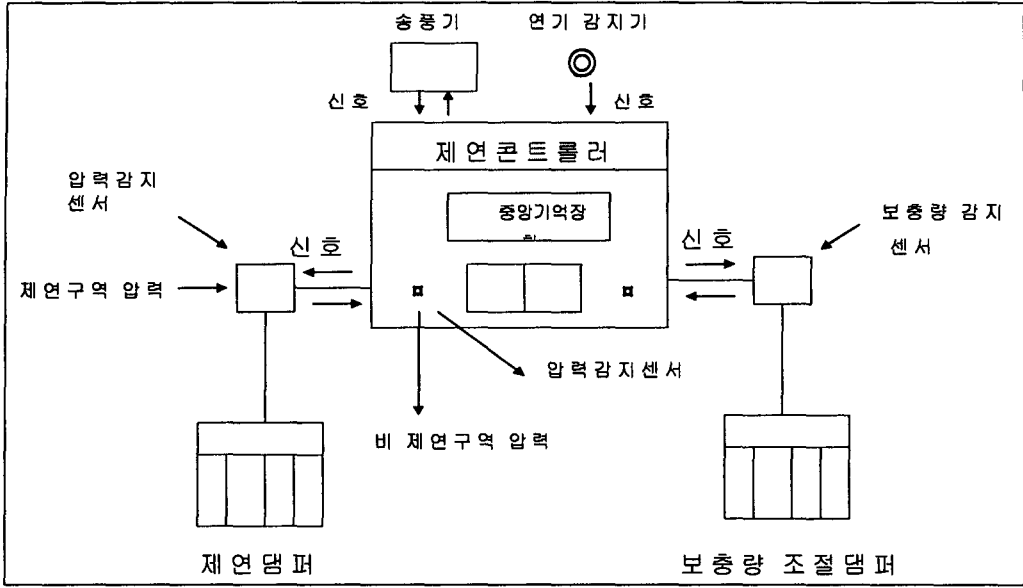 송풍기
연기 감지기
신호
신호
제연콘트롤러
압력감지
센서
중앙기억장
보충량 감지
센서
신호
신호
제연구역 압력
압력감지센서
비 제연구역 압력
제연댐퍼
보충량 조절댐퍼